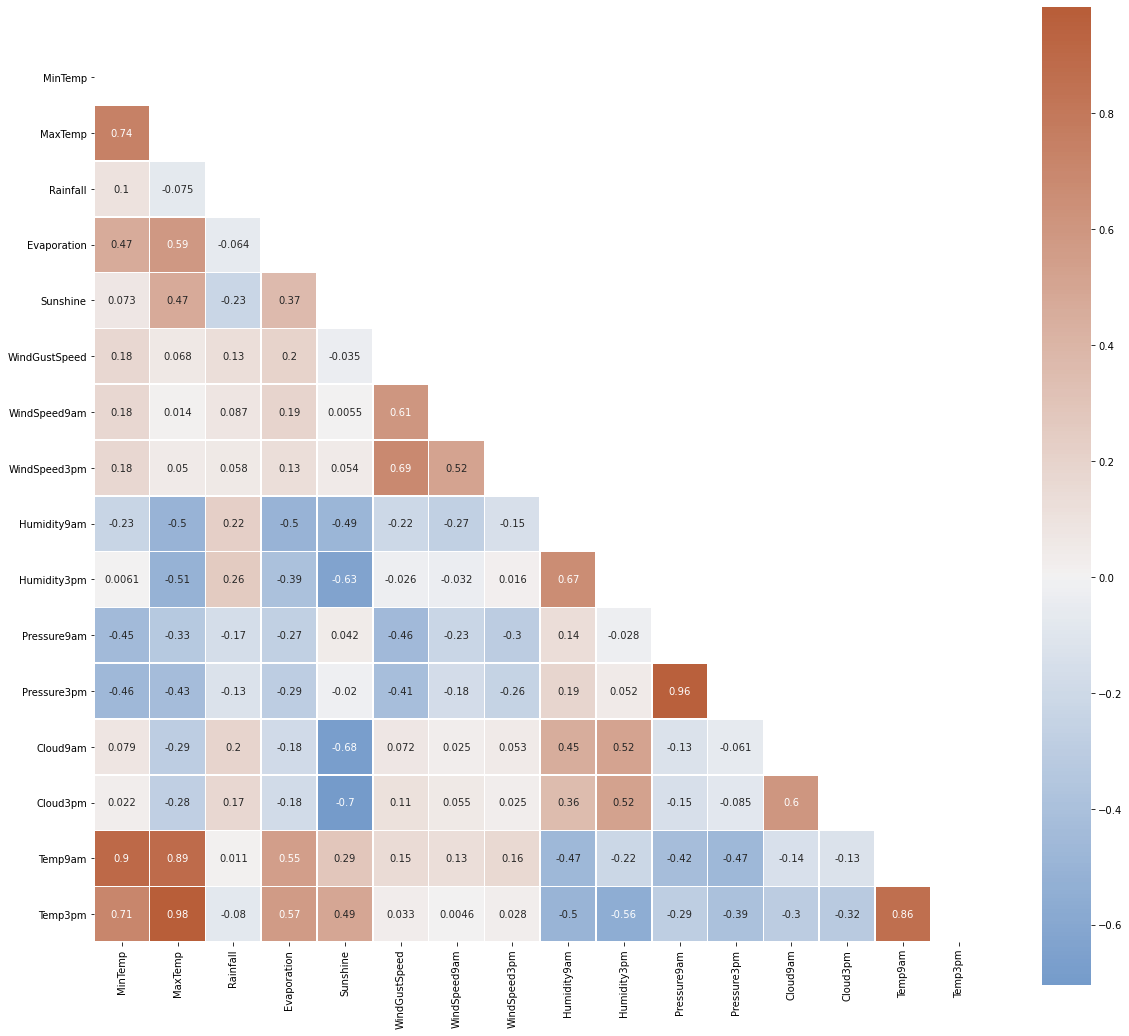 MinTemp
MaxTemp 0.74
Rainfall 0.1 -0.075
Evaporation 0.47 0.59 -0.064
Sunshine 0.073 0.47 -0.23 0.37
WindGustSpeed 0.18 0.068 0.13 0.2 -0.035
WindSpeed9am 0.18 0.014 0.087 0.19 0.0055 0.61
WindSpeed3pm 0.18 0.05 0.058 0.13 0.054 0.69 0.52
Humidity9am -0.23 -0.5 0.22 -0.5 -0.49 -0.22 -0.27 -0.15
Humidity3pm 0.0061 -0.51 0.26 -0.39 -0.63 -0.026 -0.032 0.016 0.67
Pressure9am -0.45 -0.33 -0.17 -0.27 0.042 -0.46 -0.23 -0.3 0.14 -0.028
Pressure3pm -0.46 -0.43 -0.13 -0.29 -0.02 -0.41 -0.18 -0.26 0.19 0.052 0.96
Cloud9am 0.079 -0.29 0.2 -0.18 -0.68 0.072 0.025 0.053 0.45 0.52 -0.13 -0.061
Cloud3pm 0.022 -0.28 0.17 -0.18 -0.7 0.11 0.055 0.025 0.36 0.52 -0.15 -0.085 0.6
Temp9am 0.9 0.89 0.011 0.55 0.29 0.15 0.13 0.16 -0.47 -0.22 -0.42 -0.47 -0.14 -0.13
Temp3pm 0.71 0.98 -0.08 0.57 0.49 0.033 0.0046 0.028 -0.5 -0.56 -0.29 -0.39 -0.3 -0.32 0.86
MinTemp MaxTemp Rainfall Evaporation Sunshine WindGustSpeed WindSpeed9am WindSpeed3pm Humidity9am Humidity3pm Pressure9am Pressure3pm Cloud9am Cloud3pm Temp9am Temp3pm
0.8
0.6
0.4
0.2
0.0
−0.2
−0.4
−0.6